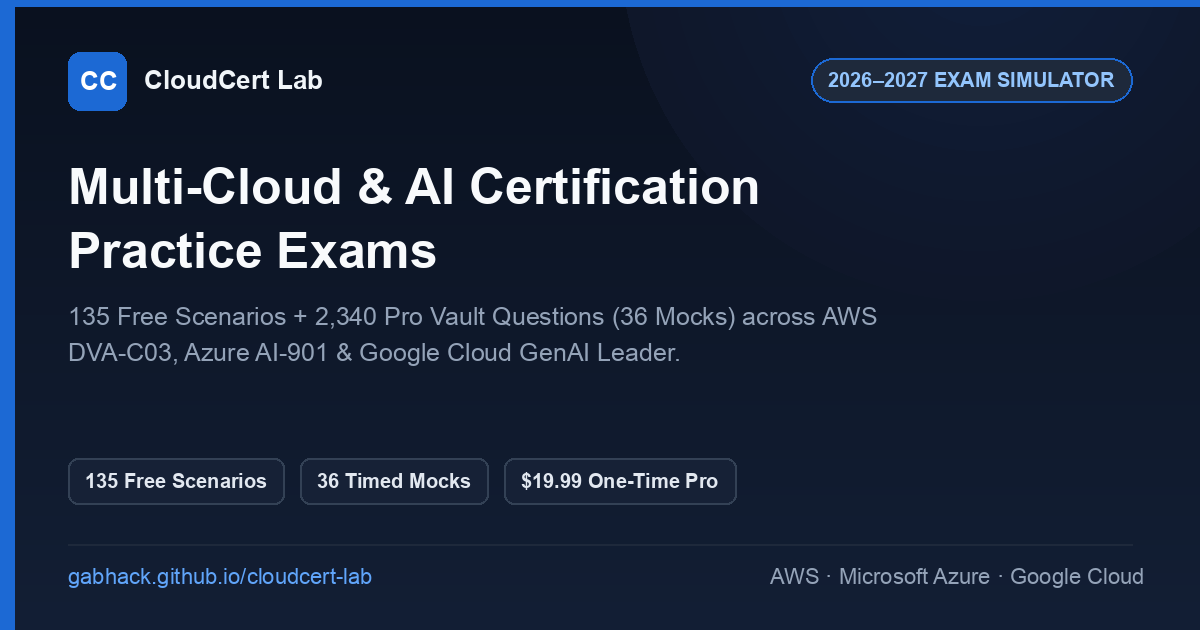 CC
CloudCert Lab
2026–2027 EXAM SIMULATOR
Multi-Cloud & AI Certification
Practice Exams
135 Free Scenarios + 2,340 Pro Vault Questions (36 Mocks) across AWS
DVA-C03, Azure AI-901 & Google Cloud GenAI Leader.
135 Free Scenarios
36 Timed Mocks
$19.99 One-Time Pro
gabhack.github.io/cloudcert-lab
AWS · Microsoft Azure · Google Cloud